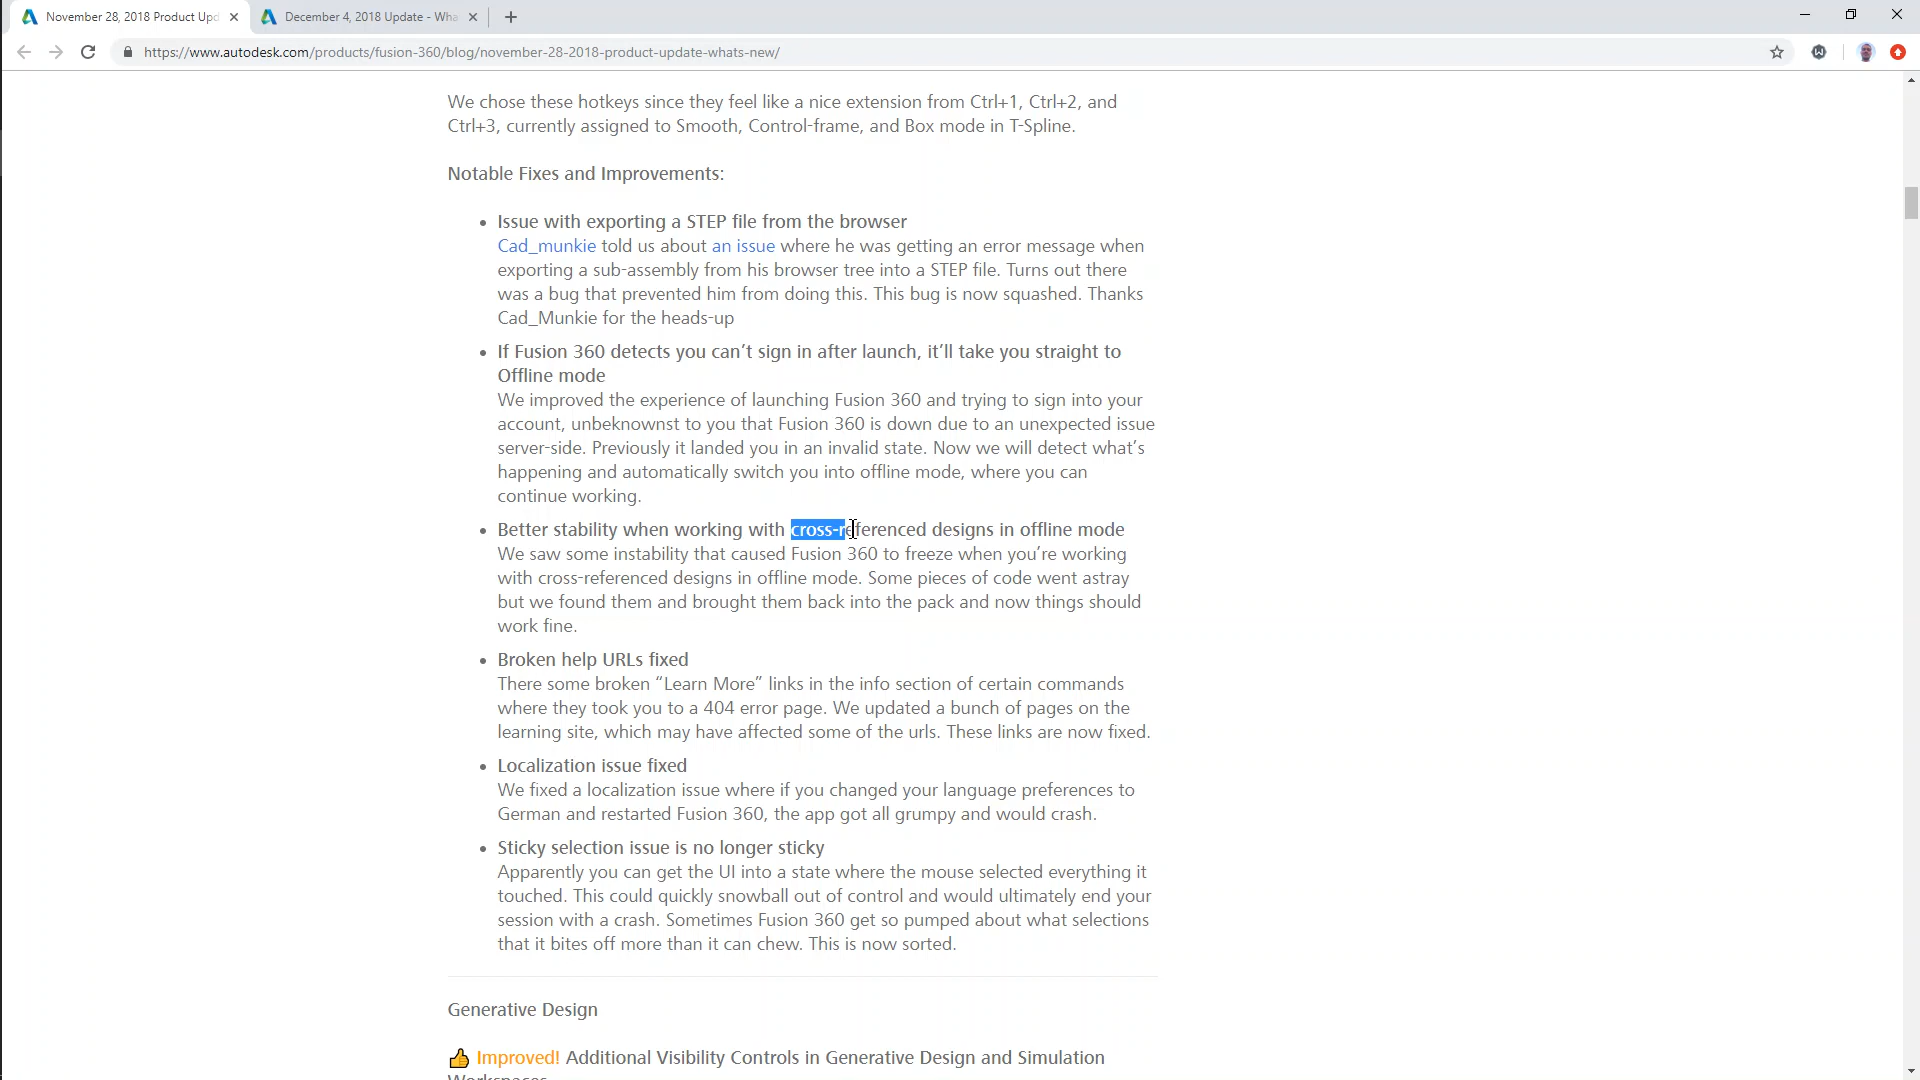 November 28, 2018 Product Upd
December 4, 2018 Update - Wha
https://www.autodesk.com/products/fusion-360/blog/november-28-2018-product-update-whats-new/
We chose these hotkeys since they feel like a nice extension from Ctrl+1, Ctrl+2, and
Ctrl+3, currently assigned to Smooth, Control-frame, and Box mode in T-Spline.
Notable Fixes and Improvements:
• Issue with exporting a STEP file from the browser
Cad_munkie told us about an issue where he was getting an error message when
exporting a sub-assembly from his browser tree into a STEP file. Turns out there
was a bug that prevented him from doing this. This bug is now squashed. Thanks
Cad_Munkie for the heads-up
• If Fusion 360 detects you can’t sign in after launch, it’ll take you straight to
Offline mode
We improved the experience of launching Fusion 360 and trying to sign into your
account, unbeknownst to you that Fusion 360 is down due to an unexpected issue
server-side. Previously it landed you in an invalid state. Now we will detect what’s
happening and automatically switch you into offline mode, where you can
continue working.
• Better stability when working with cross-referenced designs in offline mode
We saw some instability that caused Fusion 360 to freeze when you’re working
with cross-referenced designs in offline mode. Some pieces of code went astray
but we found them and brought them back into the pack and now things should
work fine.
• Broken help URLs fixed
There some broken “Learn More” links in the info section of certain commands
where they took you to a 404 error page. We updated a bunch of pages on the
learning site, which may have affected some of the urls. These links are now fixed.
• Localization issue fixed
We fixed a localization issue where if you changed your language preferences to
German and restarted Fusion 360, the app got all grumpy and would crash.
• Sticky selection issue is no longer sticky
Apparently you can get the UI into a state where the mouse selected everything it
touched. This could quickly snowball out of control and would ultimately end your
session with a crash. Sometimes Fusion 360 get so pumped about what selections
that it bites off more than it can chew. This is now sorted.
Generative Design
Improved! Additional Visibility Controls in Generative Design and Simulation
Workspaces